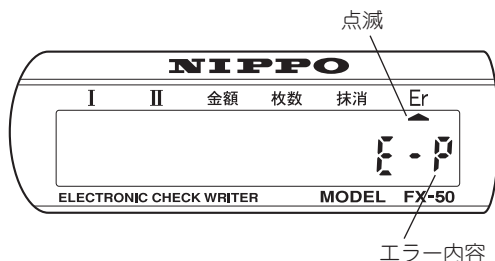 点滅
NIPPO
I II 金額 枚数 抹消 Er
E-P
ELECTRONIC CHECK WRITER MODEL FX-50
エラー内容